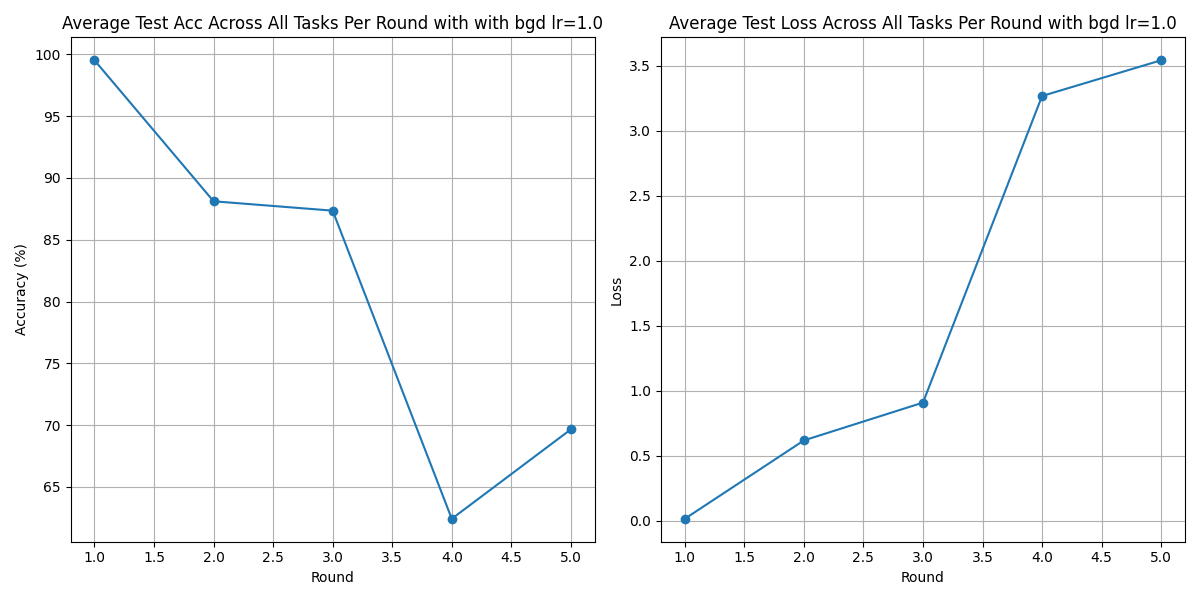 Average Test Acc Across All Tasks Per Round with with bgd lr=1.0
100
95
90
85
80
75
70
65
Accuracy (%)
1.0 1.5 2.0 2.5 3.0 3.5 4.0 4.5 5.0
Round
Average Test Loss Across All Tasks Per Round with bgd lr=1.0
3.5
3.0
2.5
2.0
1.5
1.0
0.5
0.0
Loss
1.0 1.5 2.0 2.5 3.0 3.5 4.0 4.5 5.0
Round